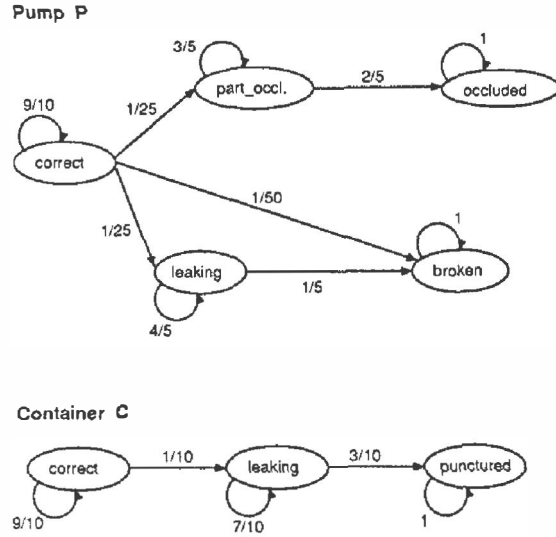 Pump P
3/5
1
part_occl.
2/5
occluded
9/10
1/25
correct
1/50
1/25
1
leaking
1/5
broken
4/5
Container C
correct
1/10
leaking
3/10
punctured
9/10
7/10
1